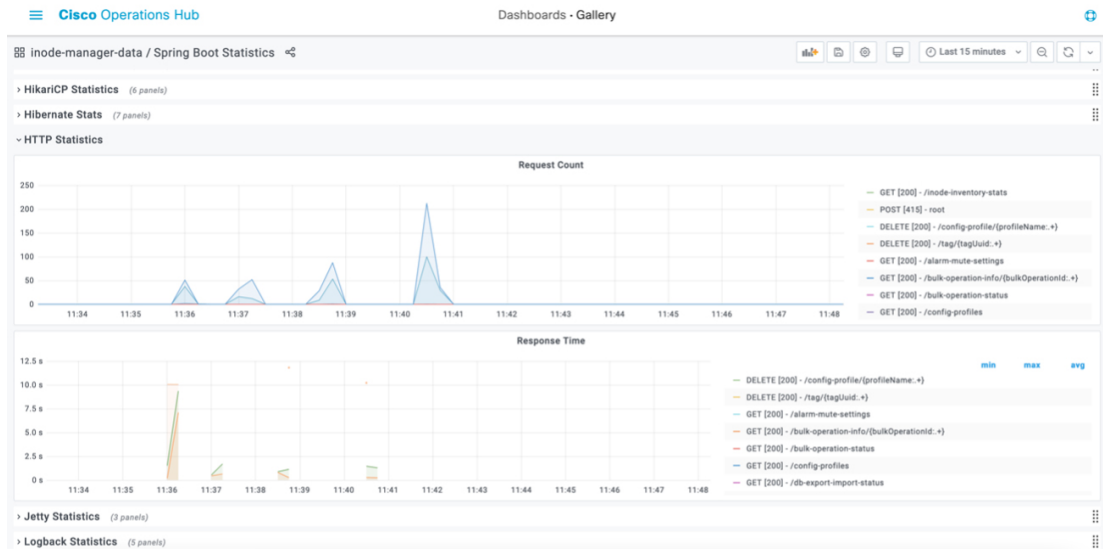 Cisco Operations Hub
Dashboards · Gallery
inode-manager-data / Spring Boot Statistics
Last 15 minutes
HikariCP Statistics (6 panels)
Hibernate Stats (7 panels)
HTTP Statistics
Request Count
250
200
150
100
50
0
11:34 11:35 11:36 11:37 11:38 11:39 11:40 11:41 11:42 11:43 11:44 11:45 11:46 11:47 11:48
GET [200] - /inode-inventory-stats
POST [415] - root
DELETE [200] - /config-profile/{profileName:.+}
DELETE [200] - /tag/{tagUuid:.+}
GET [200] - /alarm-mute-settings
GET [200] - /bulk-operation-info/{bulkOperationId:.+}
GET [200] - /bulk-operation-status
GET [200] - /config-profiles
Response Time
12.5 s
10.0 s
7.5 s
5.0 s
2.5 s
0 s
11:34 11:35 11:36 11:37 11:38 11:39 11:40 11:41 11:42 11:43 11:44 11:45 11:46 11:47 11:48
min max avg
DELETE [200] - /config-profile/{profileName:.+}
DELETE [200] - /tag/{tagUuid:.+}
GET [200] - /alarm-mute-settings
GET [200] - /bulk-operation-info/{bulkOperationId:.+}
GET [200] - /bulk-operation-status
GET [200] - /config-profiles
GET [200] - /db-export-import-status
Jetty Statistics (3 panels)
Logback Statistics (5 panels)